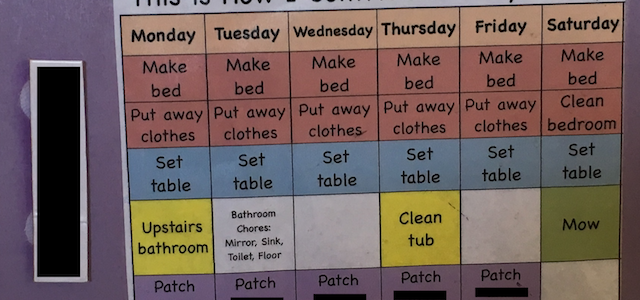 This is How I
Monday Tuesday Wednesday Thursday Friday Saturday
Make bed Make bed Make bed Make bed Make bed Make bed
Put away clothes Put away clothes Put away clothes Put away clothes Put away clothes Clean bedroom
Set table Set table Set table Set table Set table Set table
Upstairs bathroom Bathroom Chores: Mirror, Sink, Toilet, Floor Clean tub Mow
Patch Patch Patch Patch Patch